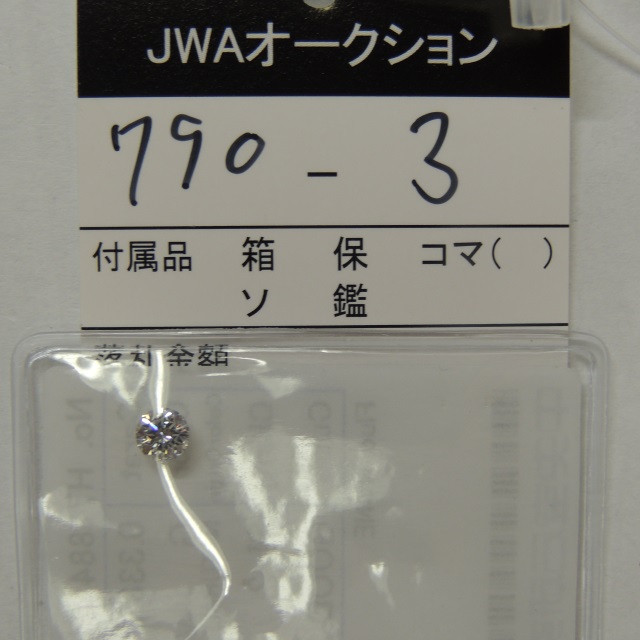 JWAオークション
790 - 3
付属品 箱 保 コマ( )
ソ 鑑
落札金額